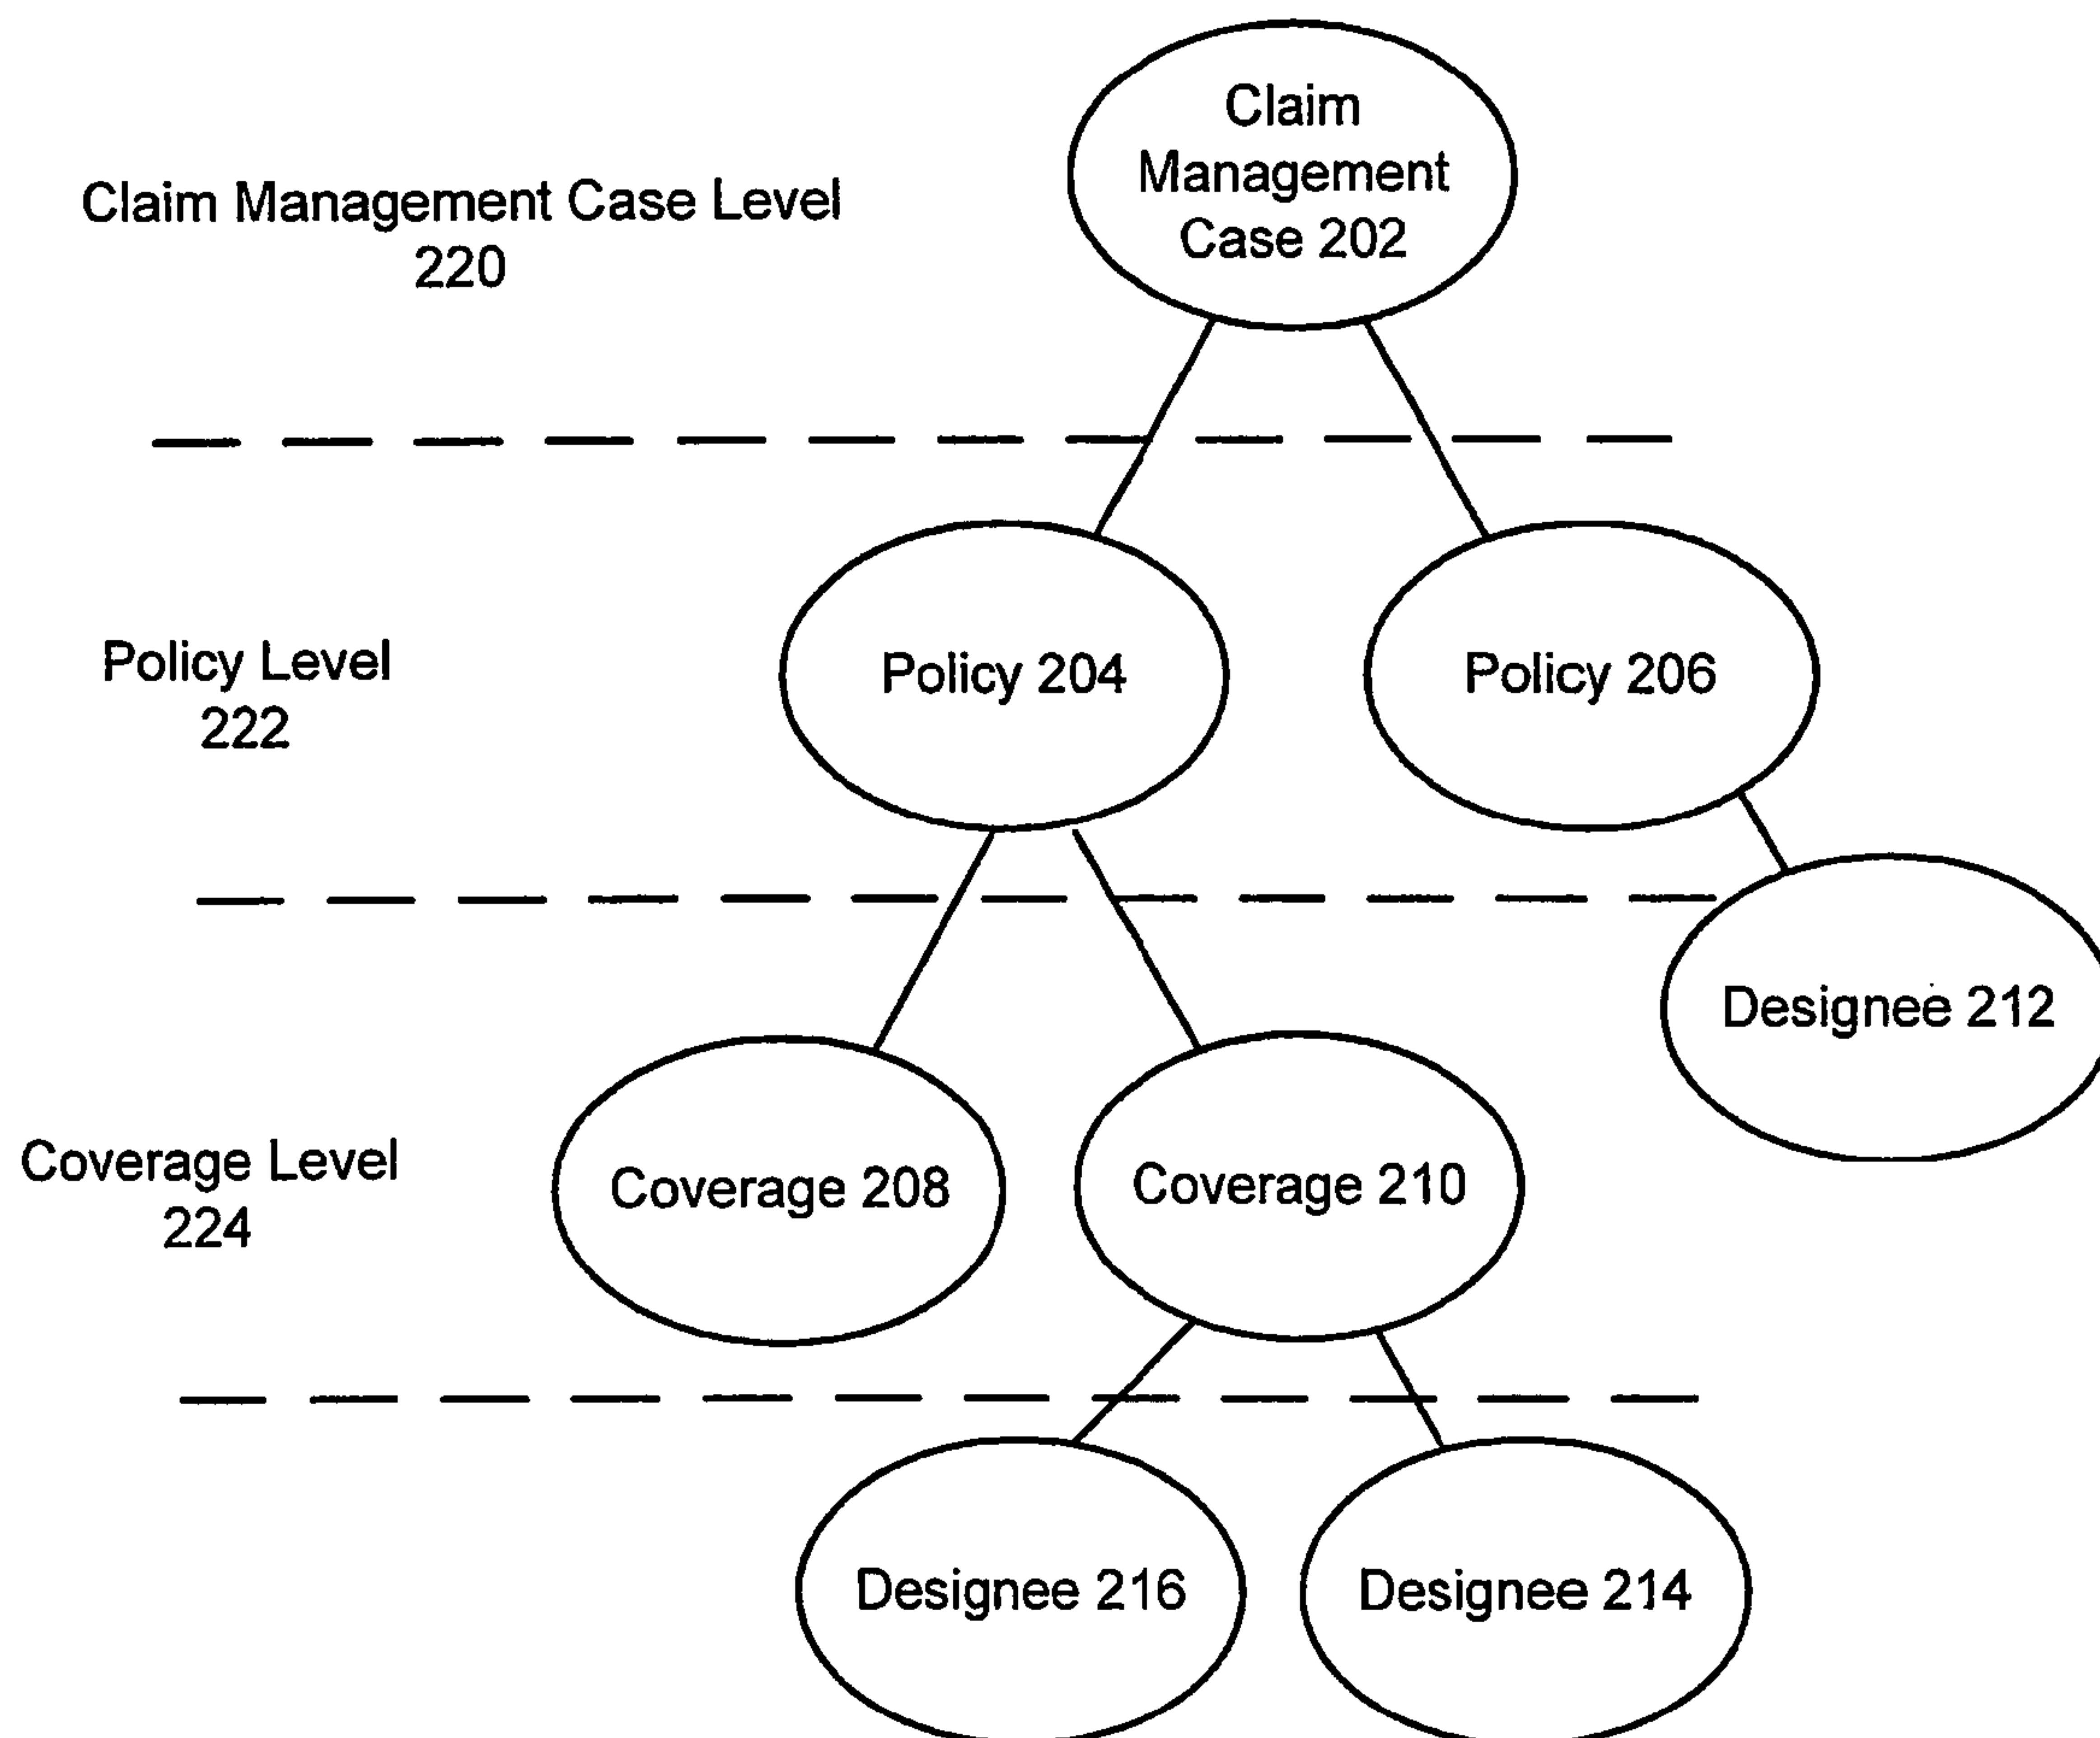 Claim
Management
Case 202
Claim Management Case Level
220
Policy Level
222
Policy 204
Policy 206
Designee 212
Coverage Level
224
Coverage 208
Coverage 210
Designee 216
Designee 214